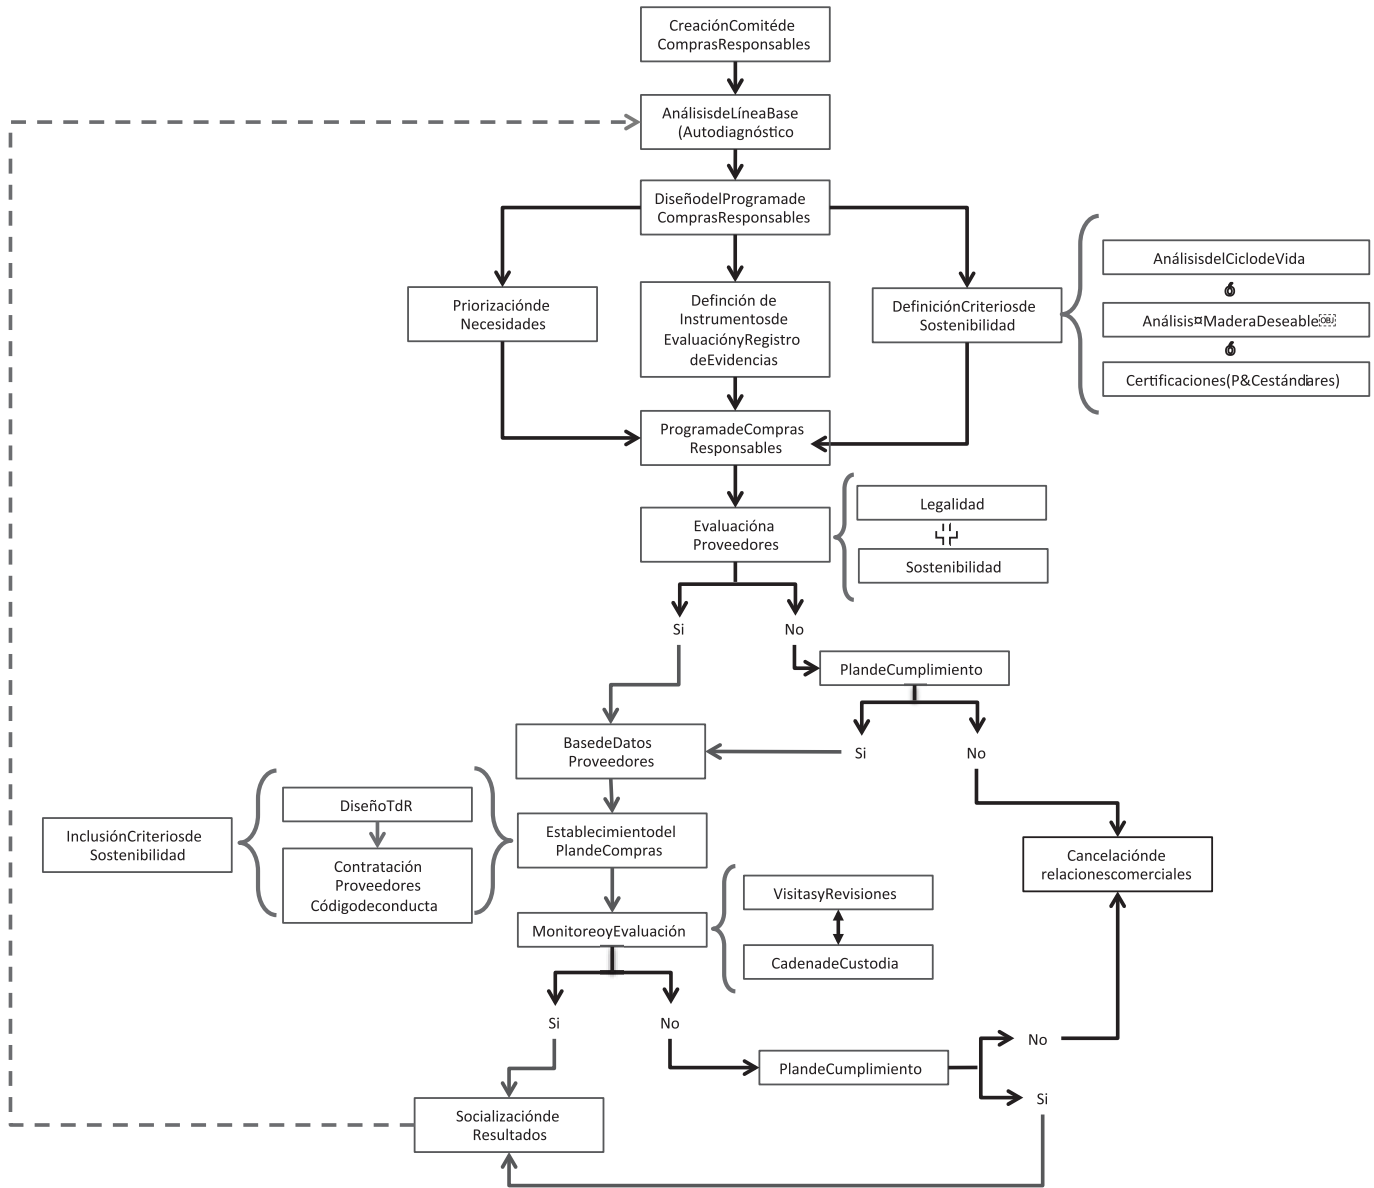 CreaciónComitéde
ComprasResponsables
AnálisisdeLíneaBase
(Autodiagnóstico
DiseñodelProgramade
ComprasResponsables
Priorizaciónde
Necesidades
Definción de
Instrumentosde
EvaluaciónyRegistro
deEvidencias
DefiniciónCriteriosde
Sostenibilidad
AnálisisdelCiclodeVida
ó
Análisis¤MaderaDeseable
ó
Certificaciones(P&Cestándares)
ProgramadeCompras
Responsables
Evaluacióna
Proveedores
Legalidad
Sostenibilidad
Si
No
PlandeCumplimiento
Si
No
BasedeDatos
Proveedores
DiseñoTdR
InclusiónCriteriosde
Sostenibilidad
Contratación
Proveedores
Códigodeconducta
Establecimientodel
PlandeCompras
Cancelaciónde
relacionescomerciales
VisitasyRevisiones
MonitoreoyEvaluación
CadenadeCustodia
Si
No
No
PlandeCumplimiento
Si
Socializaciónde
Resultados